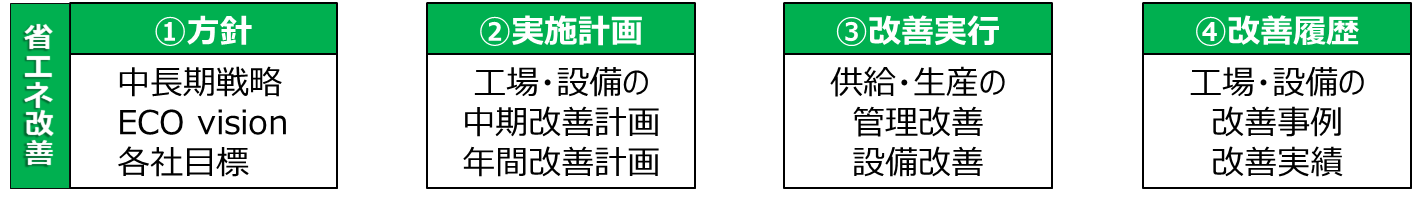 省エネ改善
①方針
中長期戦略
ECO vision
各社目標
②実施計画
工場・設備の
中期改善計画
年間改善計画
③改善実行
供給・生産の
管理改善
設備改善
④改善履歴
工場・設備の
改善事例
改善実績